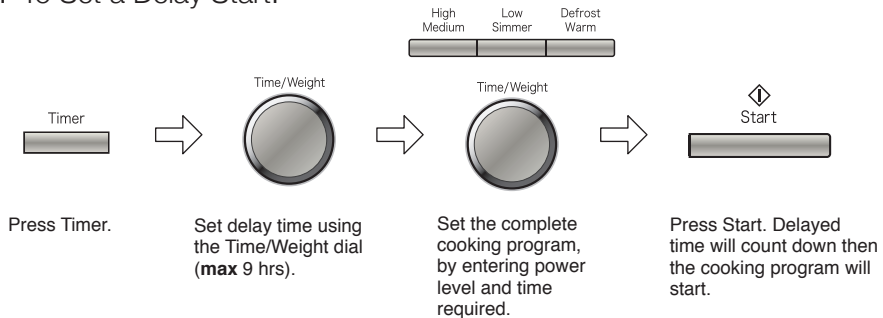 To Set a Delay Start:
High
Medium
Low
Simmer
Defrost
Warm
Timer
Time/Weight
Time/Weight
Start
Press Timer.
Set delay time using
the Time/Weight dial
(max 9 hrs).
Set the complete
cooking program,
by entering power
level and time
required.
Press Start. Delayed
time will count down then
the cooking program will
start.